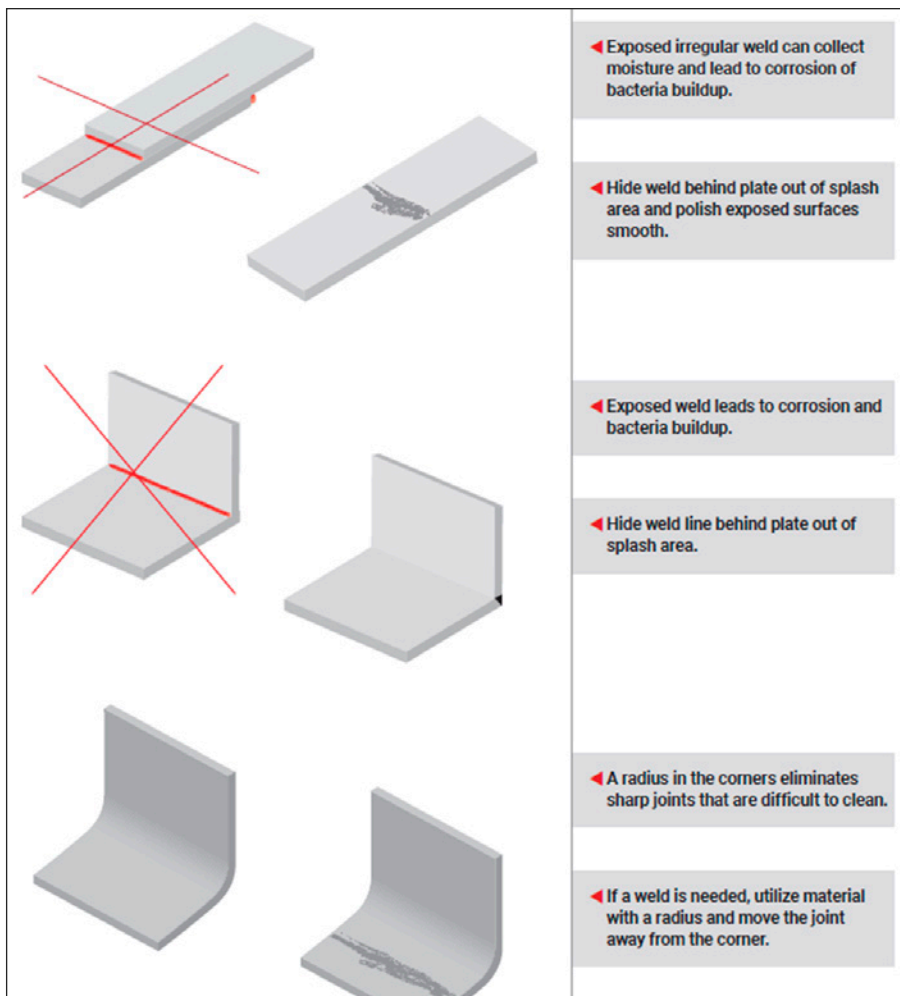 Exposed irregular weld can collect
moisture and lead to corrosion of
bacteria buildup.
Hide weld behind plate out of splash
area and polish exposed surfaces
smooth.
Exposed weld leads to corrosion and
bacteria buildup.
Hide weld line behind plate out of
splash area.
A radius in the corners eliminates
sharp joints that are difficult to clean.
If a weld is needed, utilize material
with a radius and move the joint
away from the corner.